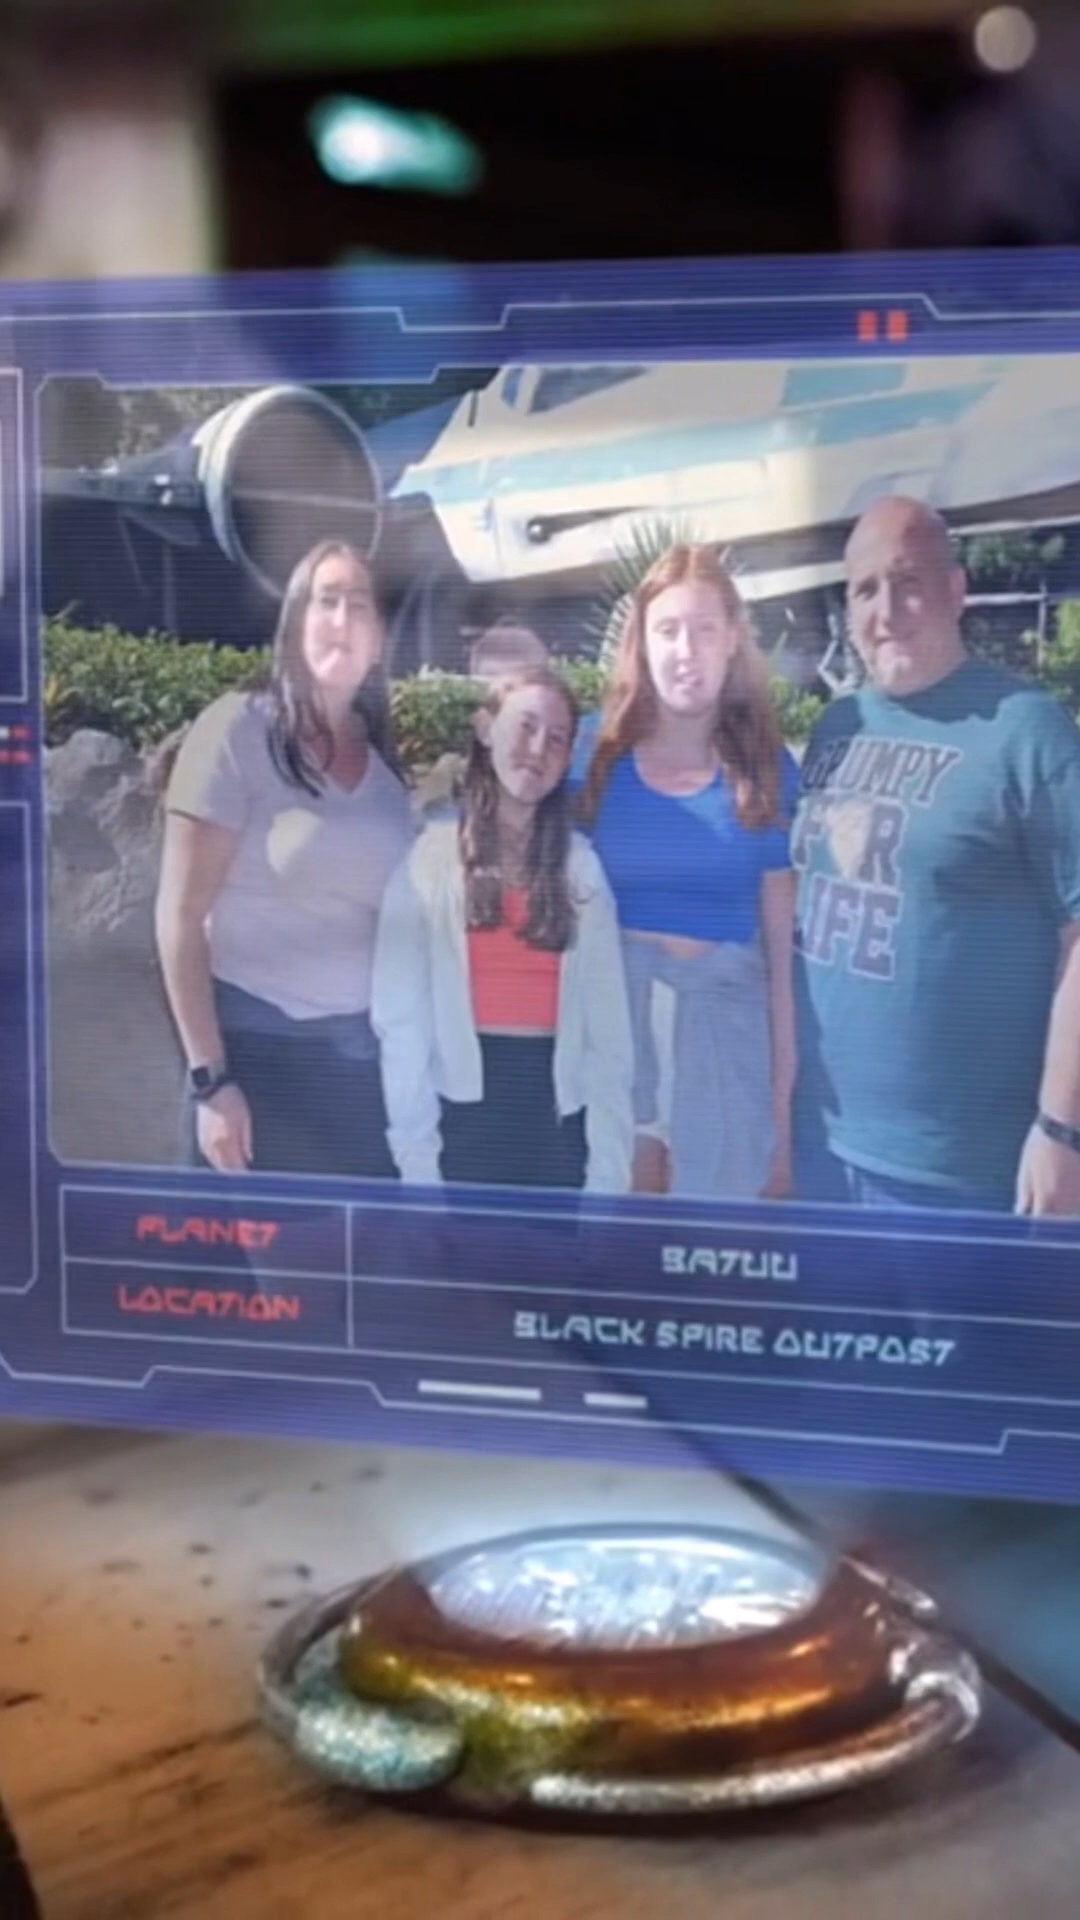 GRUMPY
FOR
LIFE
PLANET
BATUU
LOCATION
BLACK SPIRE OUTPOST